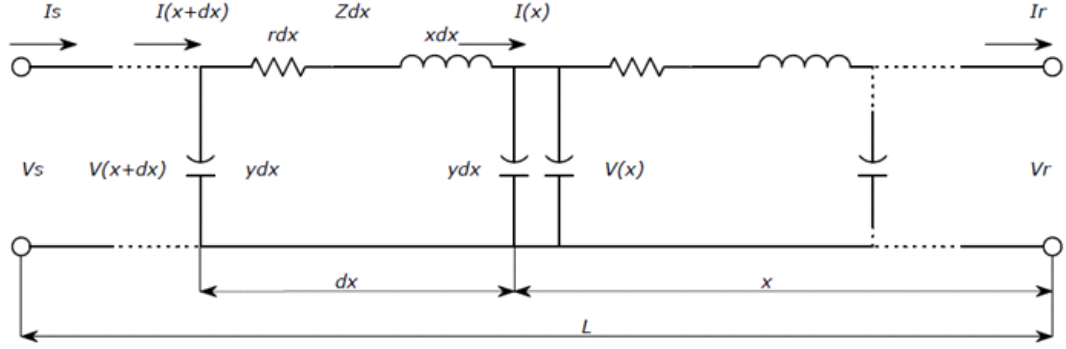 Is I(x+dx) Zdx I(x) Ir
rdx xdx
Vs V(x+dx) ydx ydx V(x) Vr
dx x
L